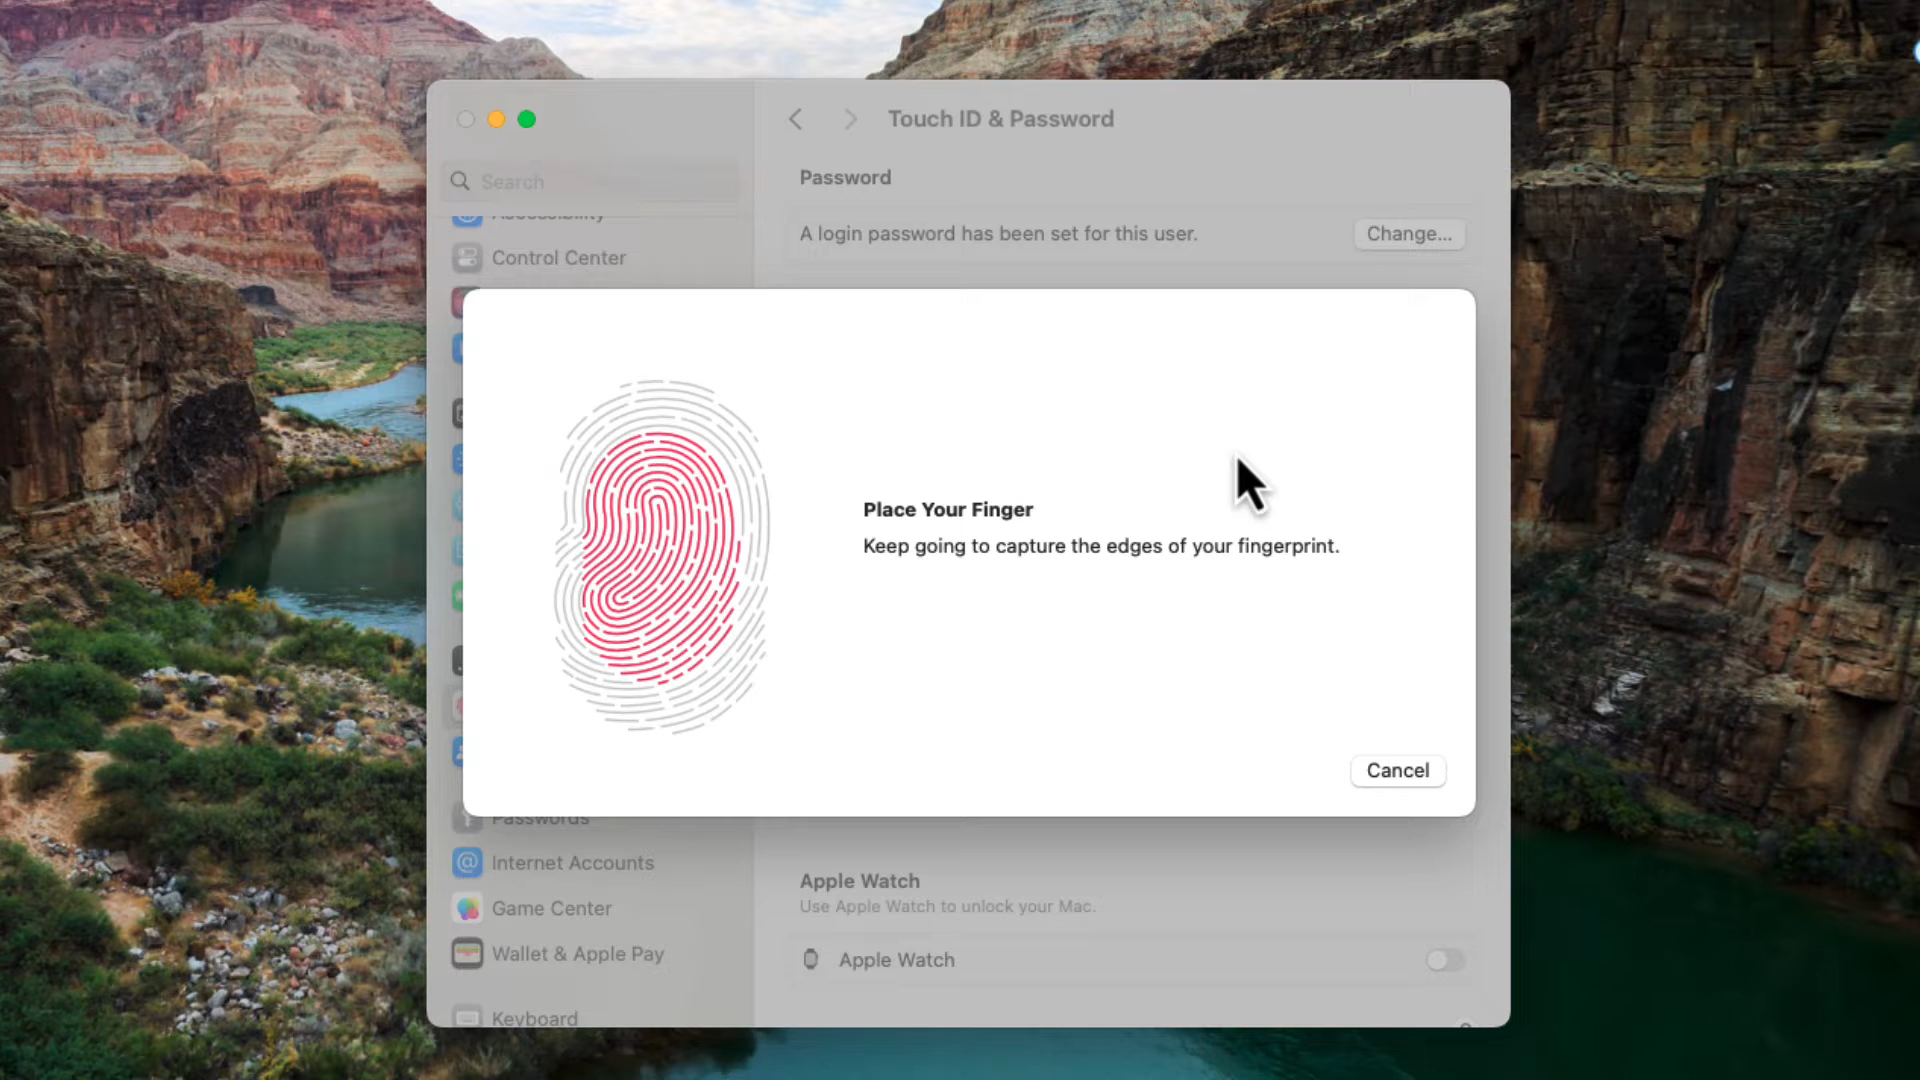 Touch ID & Password
Search
Password
Accessibility
A login password has been set for this user.
Change...
Control Center
Place Your Finger
Keep going to capture the edges of your fingerprint.
Cancel
Passwords
Internet Accounts
Apple Watch
Use Apple Watch to unlock your Mac.
Game Center
Wallet & Apple Pay
Apple Watch
Keyboard